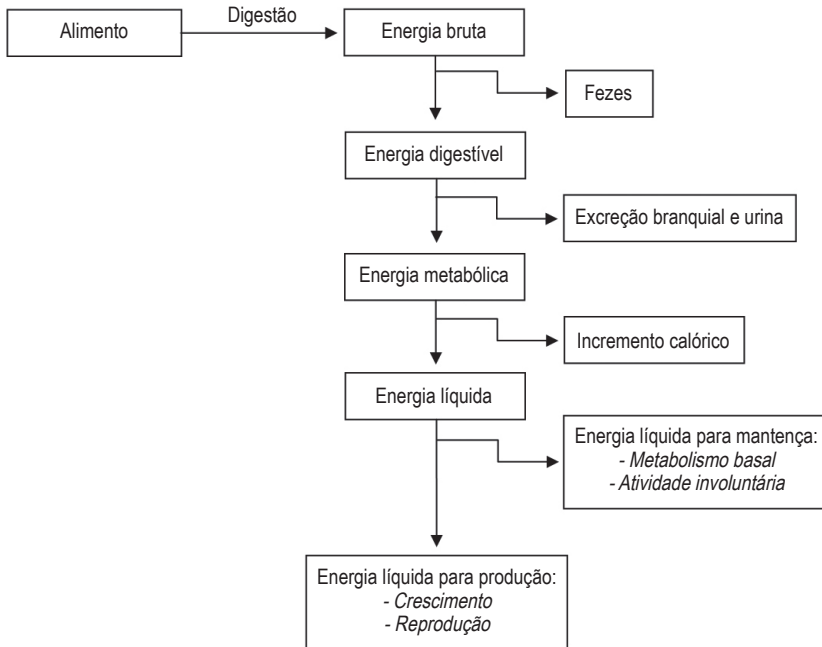 Alimento
Digestão
Energia bruta
Fezes
Energia digestível
Excreção branquial e urina
Energia metabólica
Incremento calórico
Energia líquida
Energia líquida para mantença:
- Metabolismo basal
- Atividade involuntária
Energia líquida para produção:
- Crescimento
- Reprodução